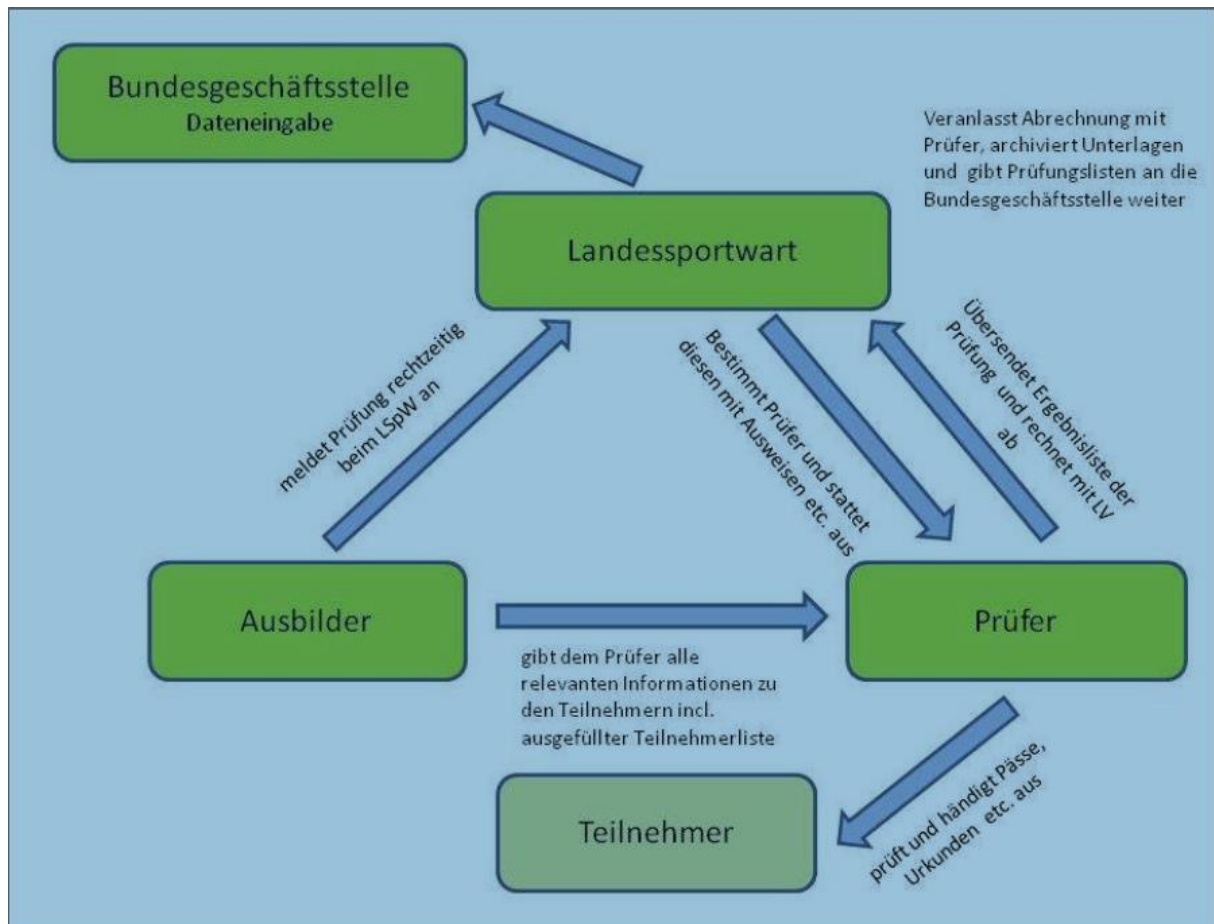 Bundesgeschäftsstelle
Dateneingabe
Veranlasst Abrechnung mit
Prüfer, archiviert Unterlagen
und gibt Prüfungslisten an die
Bundesgeschäftsstelle weiter
Landessportwart
meldet Prüfung rechtzeitig
beim LSpW an
Bestimmt Prüfer und stattet
diesen mit Ausweisen etc. aus
Übersendet Ergebnisliste der
Prüfung und rechnet mit LV
ab
Ausbilder
Prüfer
gibt dem Prüfer alle
relevanten Informationen zu
den Teilnehmern incl.
ausgefüllter Teilnehmerliste
Teilnehmer
prüft und händigt Pässe,
Urkunden etc. aus